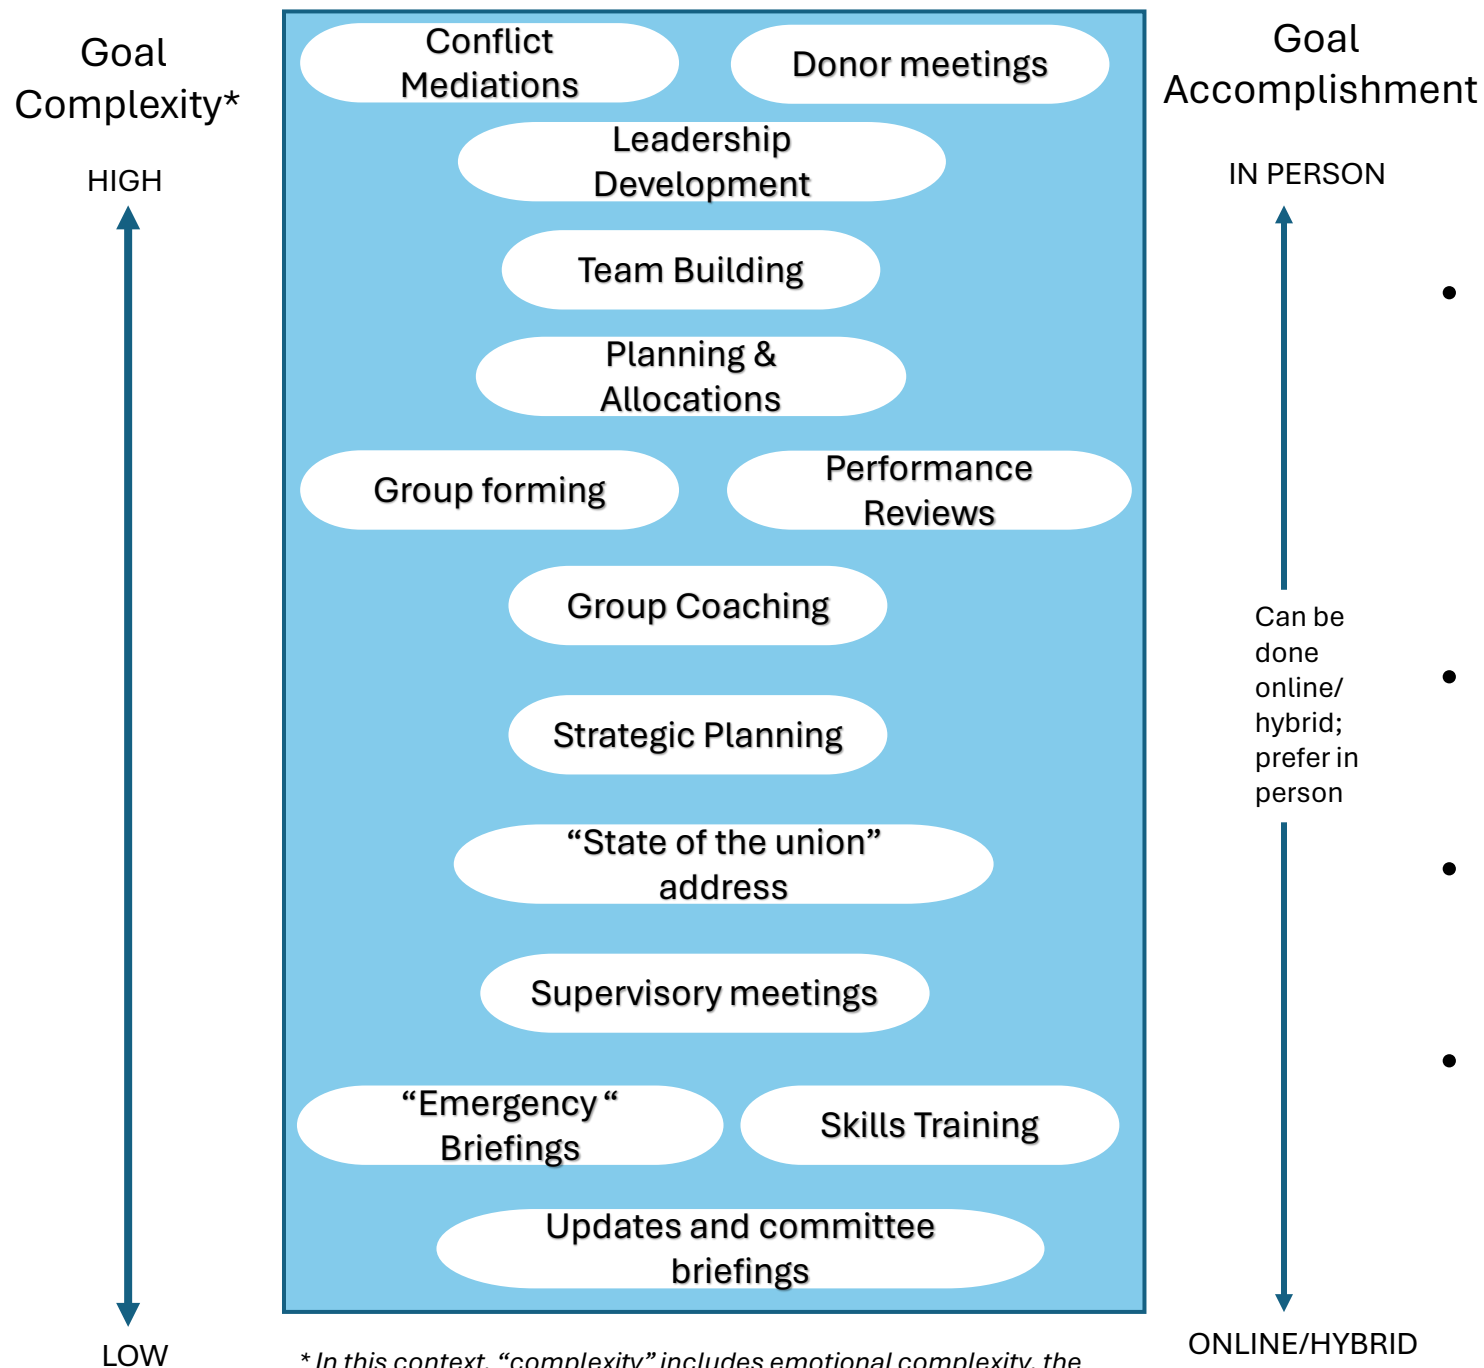 Goal
Complexity*
HIGH
LOW
Conflict
Mediations
Donor meetings
Leadership
Development
Team Building
Planning &
Allocations
Group forming
Performance
Reviews
Group Coaching
Strategic Planning
“State of the union”
address
Supervisory meetings
“Emergency “
Briefings
Skills Training
Updates and committee
briefings
Goal
Accomplishment
IN PERSON
Can be
done
online/
hybrid;
prefer in
person
ONLINE/HYBRID
* In this context, “complexity” includes emotional complexity, the